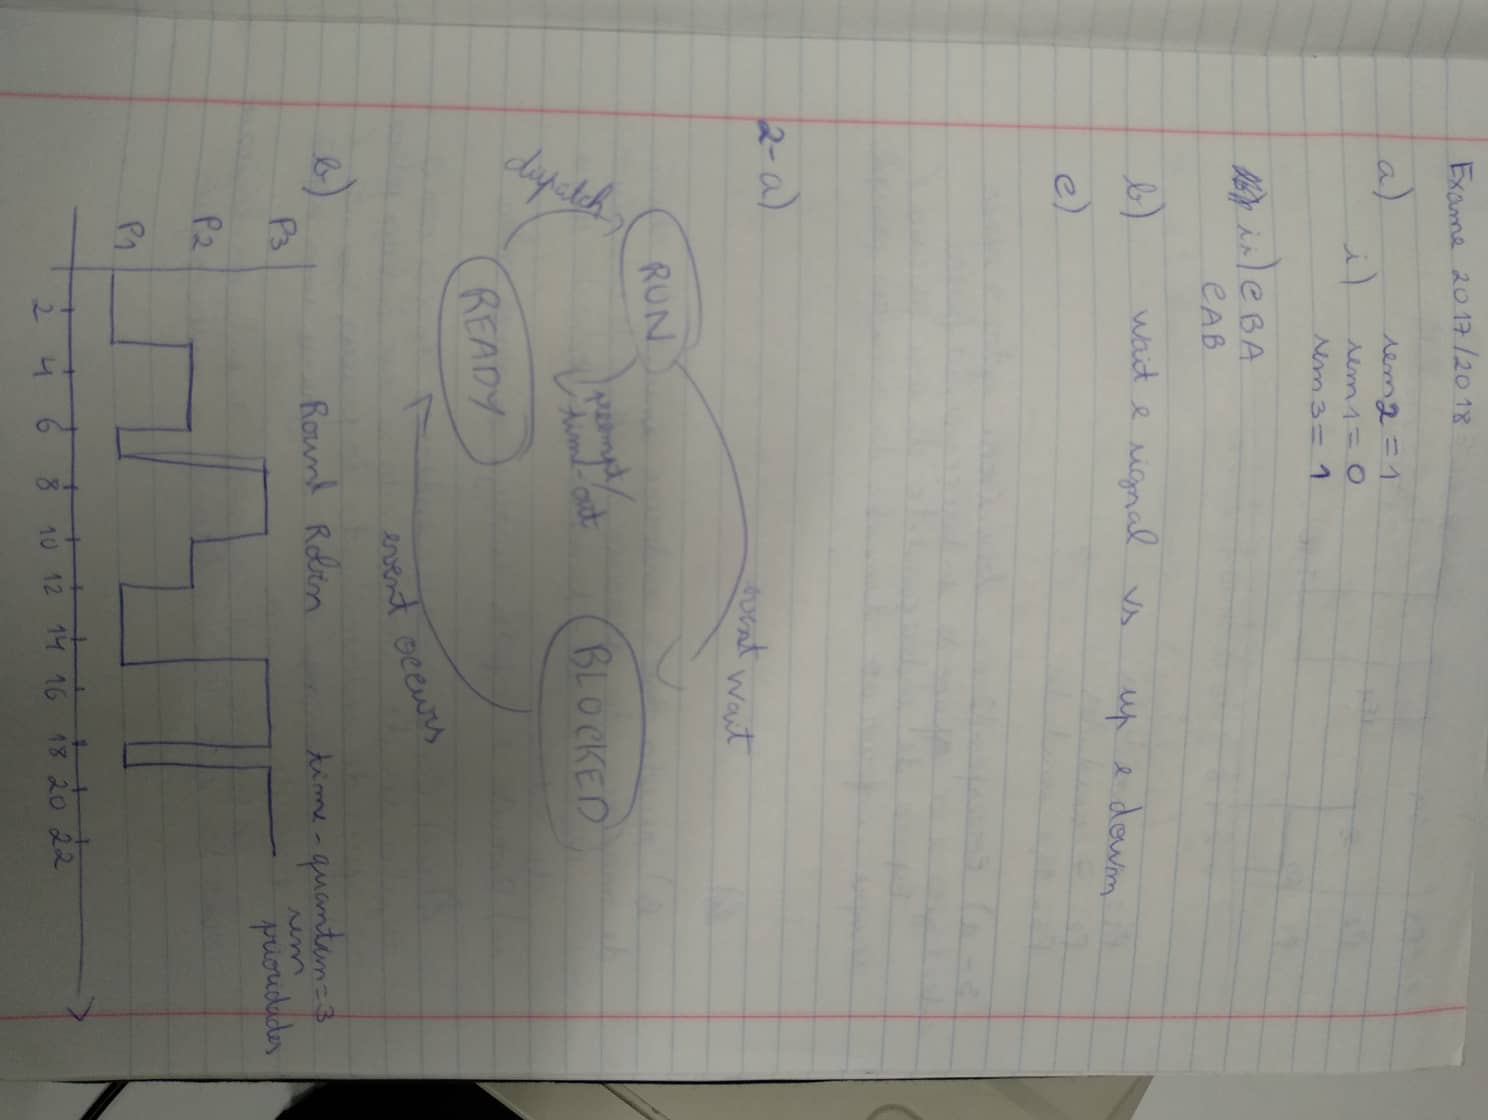 Exame 2017/2018
a) sem2 = 1
i) sem1 = 0
sem3 = 1
ii) CBA
CAB
b) wait e signal vs up e down
c)
2-a)
event wait
RUN
BLOCKED
dispatch
preempt/
time-out
READY
event occurs
b) Round Robin time-quantum=3
sem
prioridades
P3
P2
P1
2 4 6 8 10 12 14 16 18 20 22